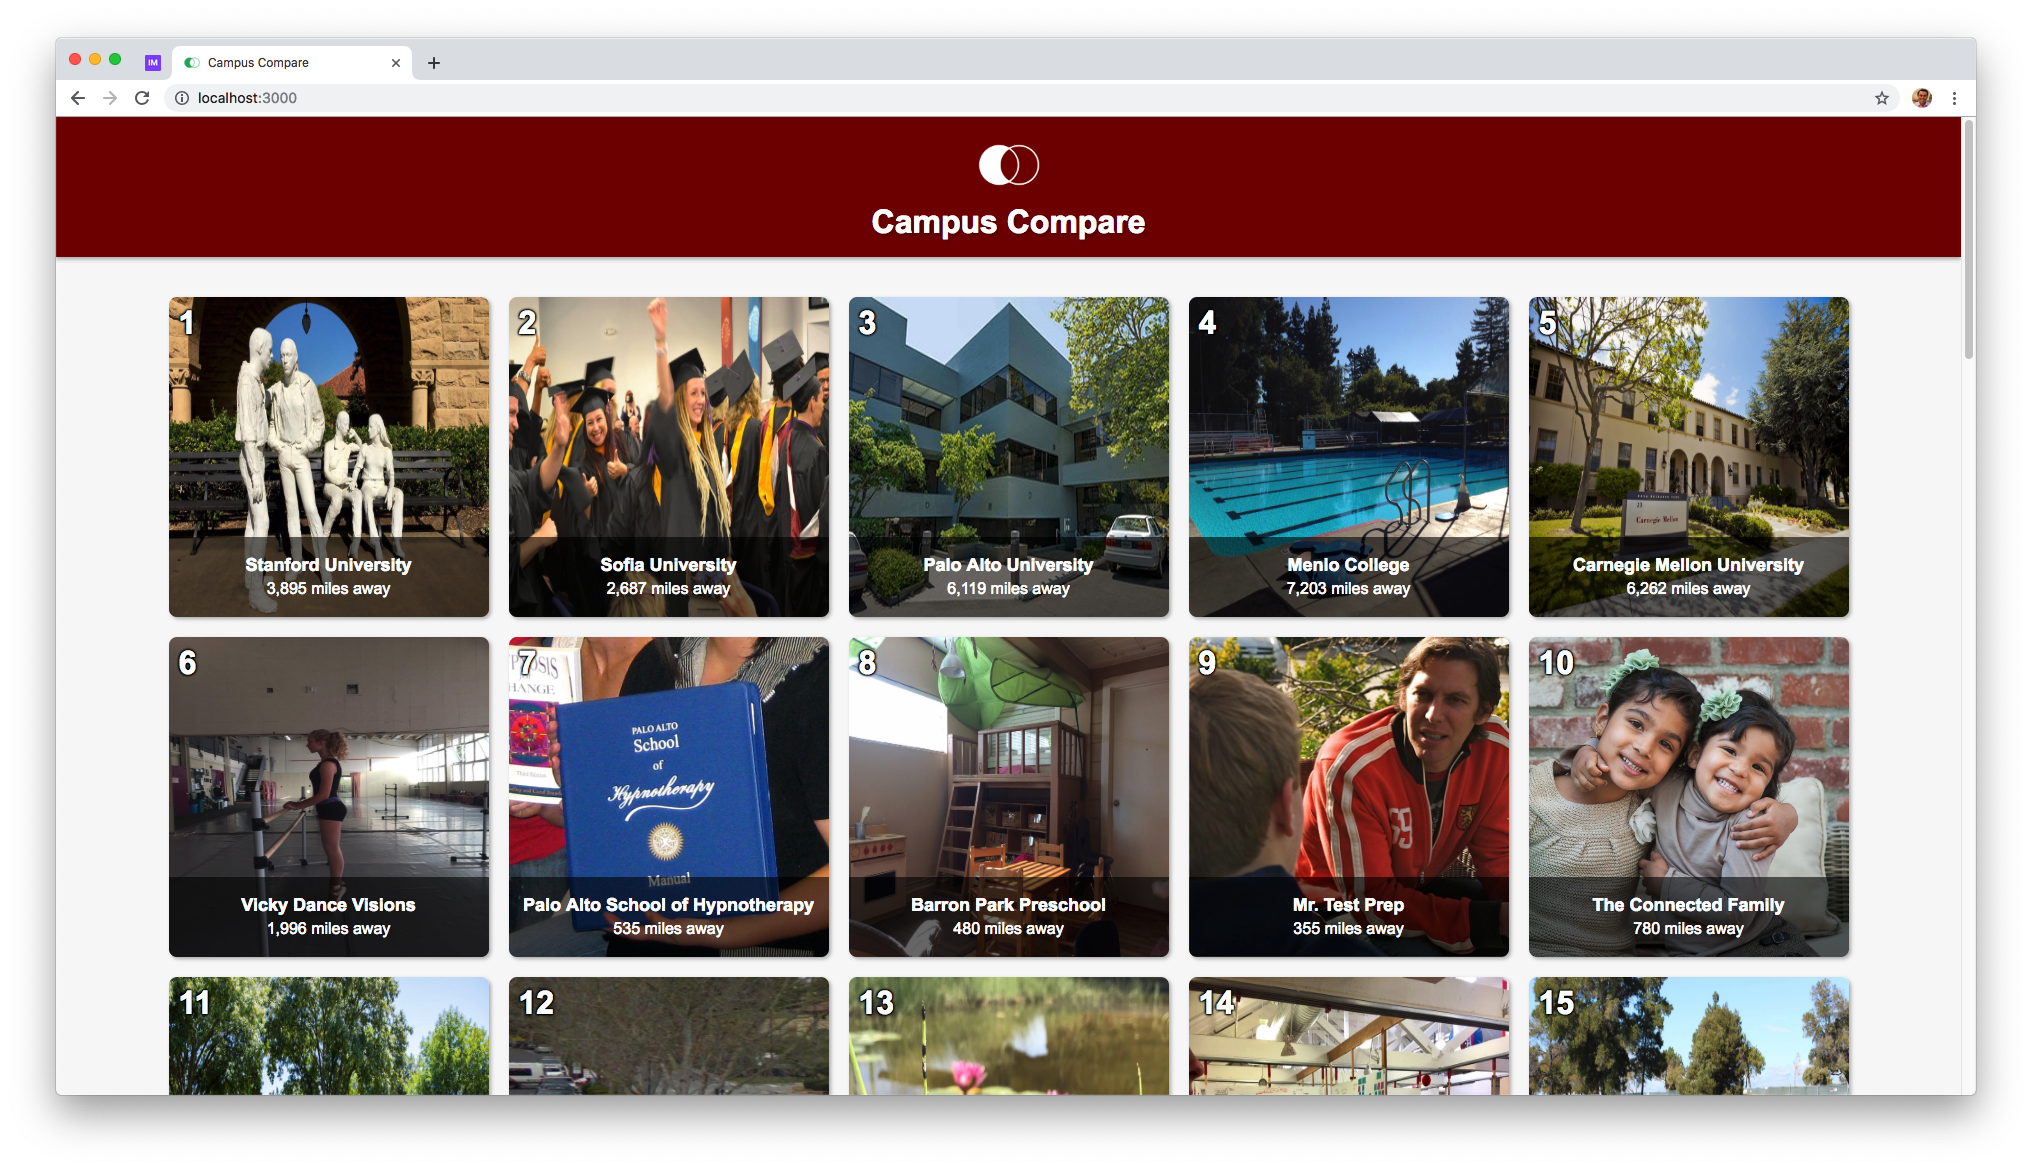 IM
Campus Compare
localhost:3000
Campus Compare
1
Stanford University
3,895 miles away
2
Sofia University
2,687 miles away
3
Palo Alto University
6,119 miles away
4
Menlo College
7,203 miles away
5
Carnegie Mellon
Carnegie Mellon University
6,262 miles away
6
Vicky Dance Visions
1,996 miles away
7
HANGE
PALO ALTO
School
of
Hypnotherapy
Manual
Palo Alto School of Hypnotherapy
535 miles away
8
Barron Park Preschool
480 miles away
9
69
Mr. Test Prep
355 miles away
10
The Connected Family
780 miles away
11
12
13
14
15